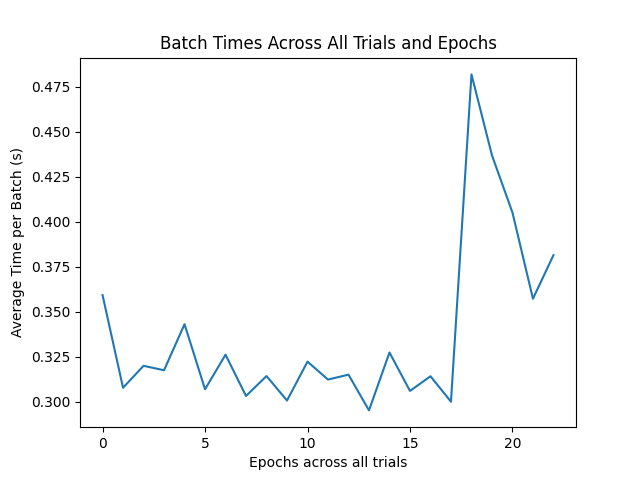 Batch Times Across All Trials and Epochs
0.475
0.450
0.425
0.400
0.375
0.350
0.325
0.300
Average Time per Batch (s)
0 5 10 15 20
Epochs across all trials